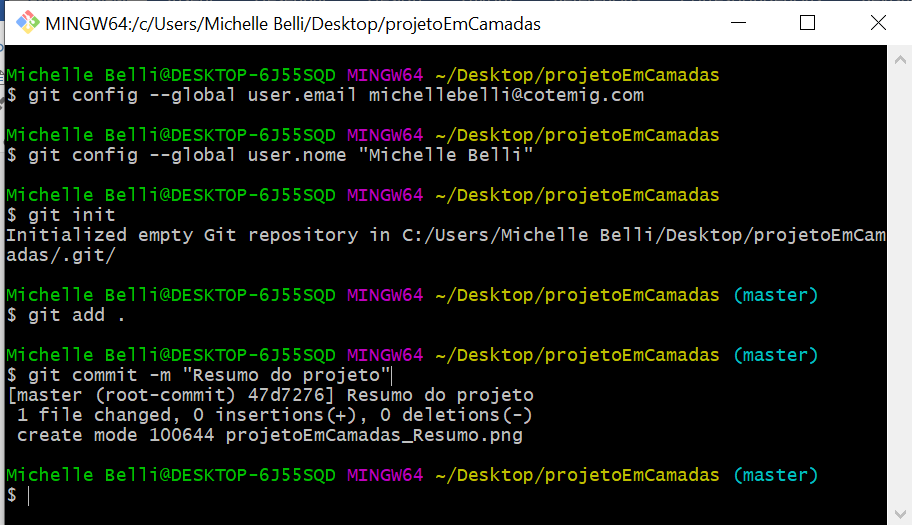 MINGW64:/c/Users/Michelle Belli/Desktop/projetoEmCamadas
Michelle Belli@DESKTOP-6J55SQD MINGW64 ~/Desktop/projetoEmCamadas
$ git config --global user.email michellebelli@cotemig.com
Michelle Belli@DESKTOP-6J55SQD MINGW64 ~/Desktop/projetoEmCamadas
$ git config --global user.nome "Michelle Belli"
Michelle Belli@DESKTOP-6J55SQD MINGW64 ~/Desktop/projetoEmCamadas
$ git init
Initialized empty Git repository in C:/Users/Michelle Belli/Desktop/projetoEmCam
adas/.git/
Michelle Belli@DESKTOP-6J55SQD MINGW64 ~/Desktop/projetoEmCamadas (master)
$ git add .
Michelle Belli@DESKTOP-6J55SQD MINGW64 ~/Desktop/projetoEmCamadas (master)
$ git commit -m "Resumo do projeto"
[master (root-commit) 47d7276] Resumo do projeto
1 file changed, 0 insertions(+), 0 deletions(-)
create mode 100644 projetoEmCamadas_Resumo.png
Michelle Belli@DESKTOP-6J55SQD MINGW64 ~/Desktop/projetoEmCamadas (master)
$